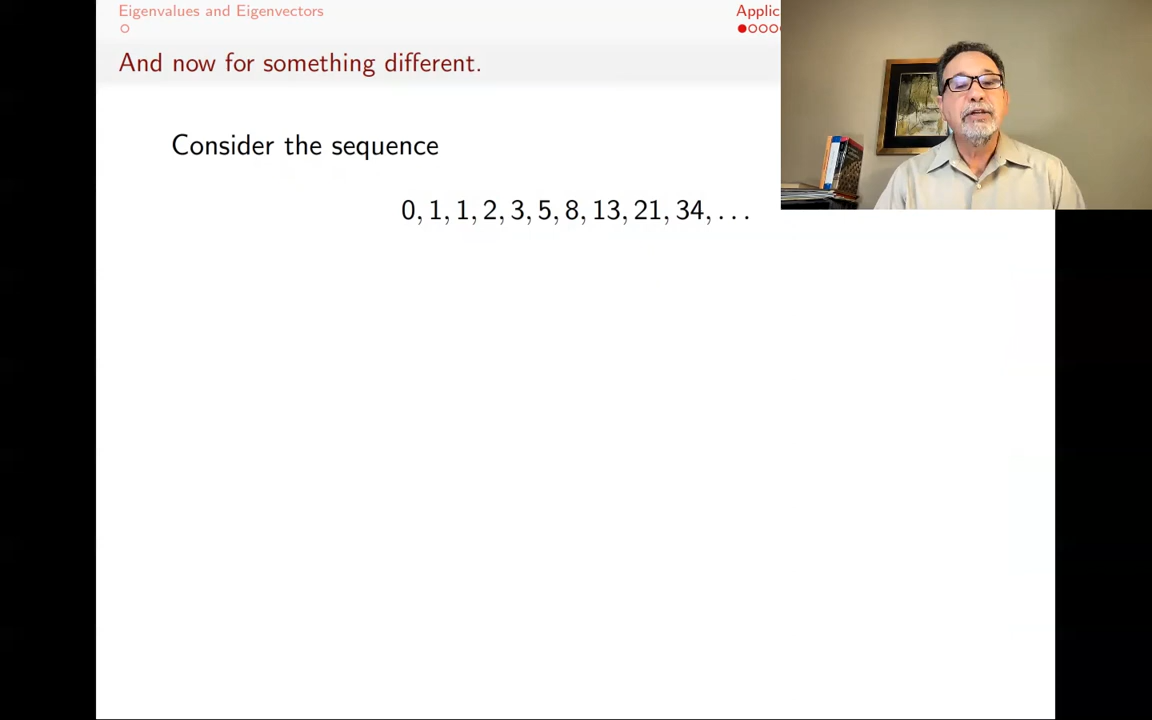 Eigenvalues and Eigenvectors
Applic
And now for something different.
Consider the sequence
0, 1, 1, 2, 3, 5, 8, 13, 21, 34, . . .